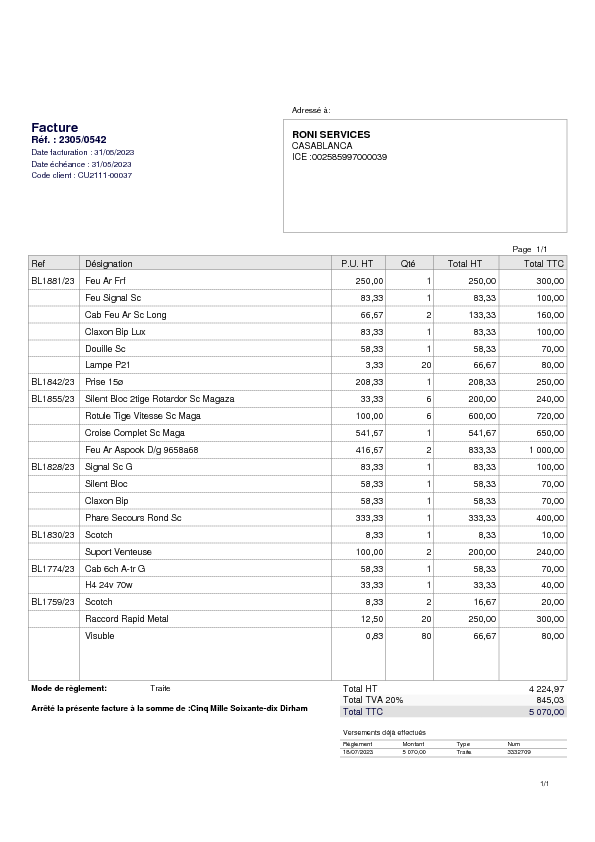 Adressé à:
Facture
Réf. : 2305/0542
Date facturation : 31/05/2023
Date échéance : 31/05/2023
Code client : CU2111-00037
RONI SERVICES
CASABLANCA
ICE :002585997000039
Page 1/1
Ref Désignation P.U. HT Qté Total HT Total TTC
BL1881/23 Feu Ar Frf 250,00 1 250,00 300,00
Feu Signal Sc 83,33 1 83,33 100,00
Cab Feu Ar Sc Long 66,67 2 133,33 160,00
Claxon Bip Lux 83,33 1 83,33 100,00
Douille Sc 58,33 1 58,33 70,00
Lampe P21 3,33 20 66,67 80,00
BL1842/23 Prise 15ø 208,33 1 208,33 250,00
BL1855/23 Silent Bloc 2tige Rotardor Sc Magaza 33,33 6 200,00 240,00
Rotule Tige Vitesse Sc Maga 100,00 6 600,00 720,00
Croise Complet Sc Maga 541,67 1 541,67 650,00
Feu Ar Aspook D/g 9658a68 416,67 2 833,33 1 000,00
BL1828/23 Signal Sc G 83,33 1 83,33 100,00
Silent Bloc 58,33 1 58,33 70,00
Claxon Bip 58,33 1 58,33 70,00
Phare Secours Rond Sc 333,33 1 333,33 400,00
BL1830/23 Scotch 8,33 1 8,33 10,00
Suport Venteuse 100,00 2 200,00 240,00
BL1774/23 Cab 6ch A-tr G 58,33 1 58,33 70,00
H4 24v 70w 33,33 1 33,33 40,00
BL1759/23 Scotch 8,33 2 16,67 20,00
Raccord Rapid Metal 12,50 20 250,00 300,00
Visuble 0,83 80 66,67 80,00
Mode de règlement: Traite
Total HT 4 224,97
Total TVA 20% 845,03
Arrêté la présente facture à la somme de :Cinq Mille Soixante-dix Dirham
Total TTC 5 070,00
Versements déjà effectués
Règlement Montant Type Num
18/07/2023 5 070,00 Traite 3332709
1/1